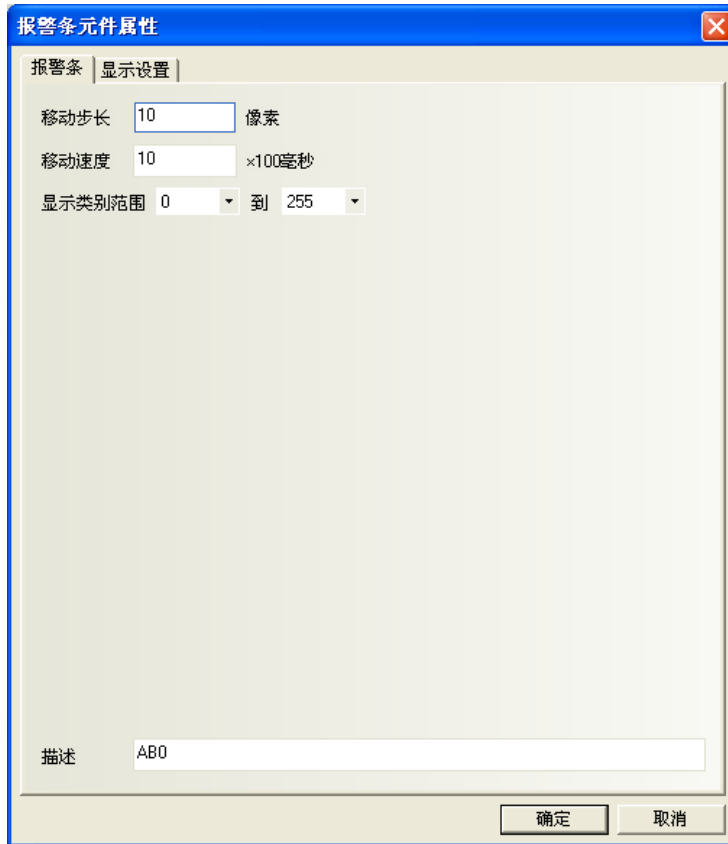 报警条元件属性
报警条 显示设置
移动步长 10 像素
移动速度 10 ×100毫秒
显示类别范围 0 到 255
描述 AB0
确定 取消